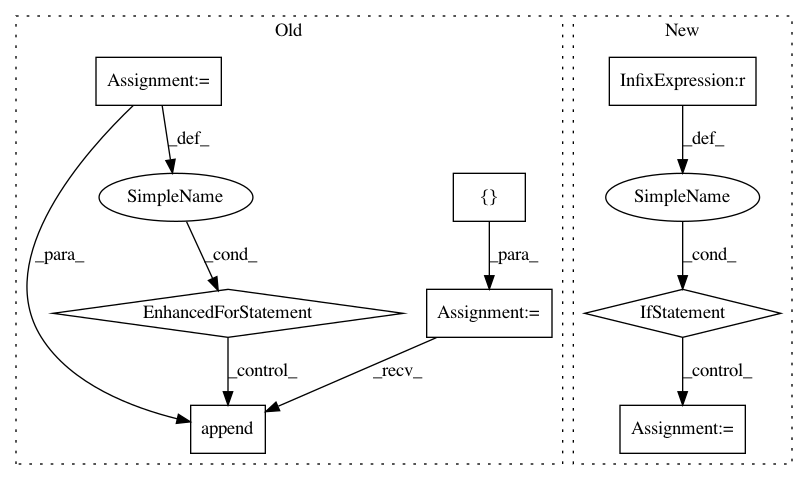 Old
New
Assignment:=
InfixExpression:r
_def_
_def_
SimpleName
{}
SimpleName
_para_
_cond_
_para_
_cond_
EnhancedForStatement
Assignment:=
IfStatement
_control_
_recv_
_control_
append
Assignment:=